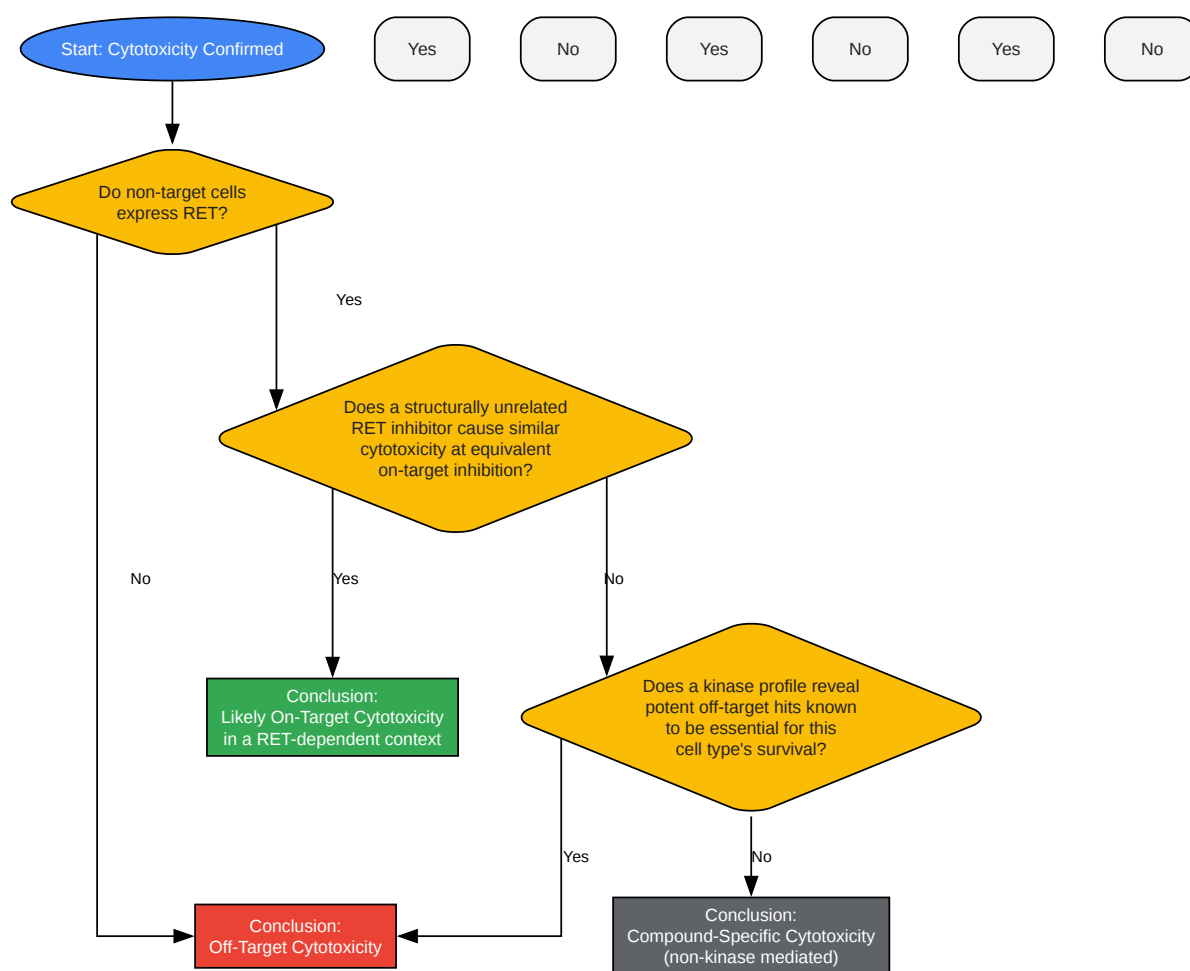 Start: Cytotoxicity Confirmed
Yes
No
Yes
No
Yes
No
Do non-target cells
express RET?
Yes
Does a structurally unrelated
RET inhibitor cause similar
cytotoxicity at equivalent
on-target inhibition?
No
Yes
No
Conclusion:
Likely On-Target Cytotoxicity
in a RET-dependent context
Does a kinase profile reveal
potent off-target hits known
to be essential for this
cell type's survival?
Yes
No
Conclusion:
Off-Target Cytotoxicity
Conclusion:
Compound-Specific Cytotoxicity
(non-kinase mediated)